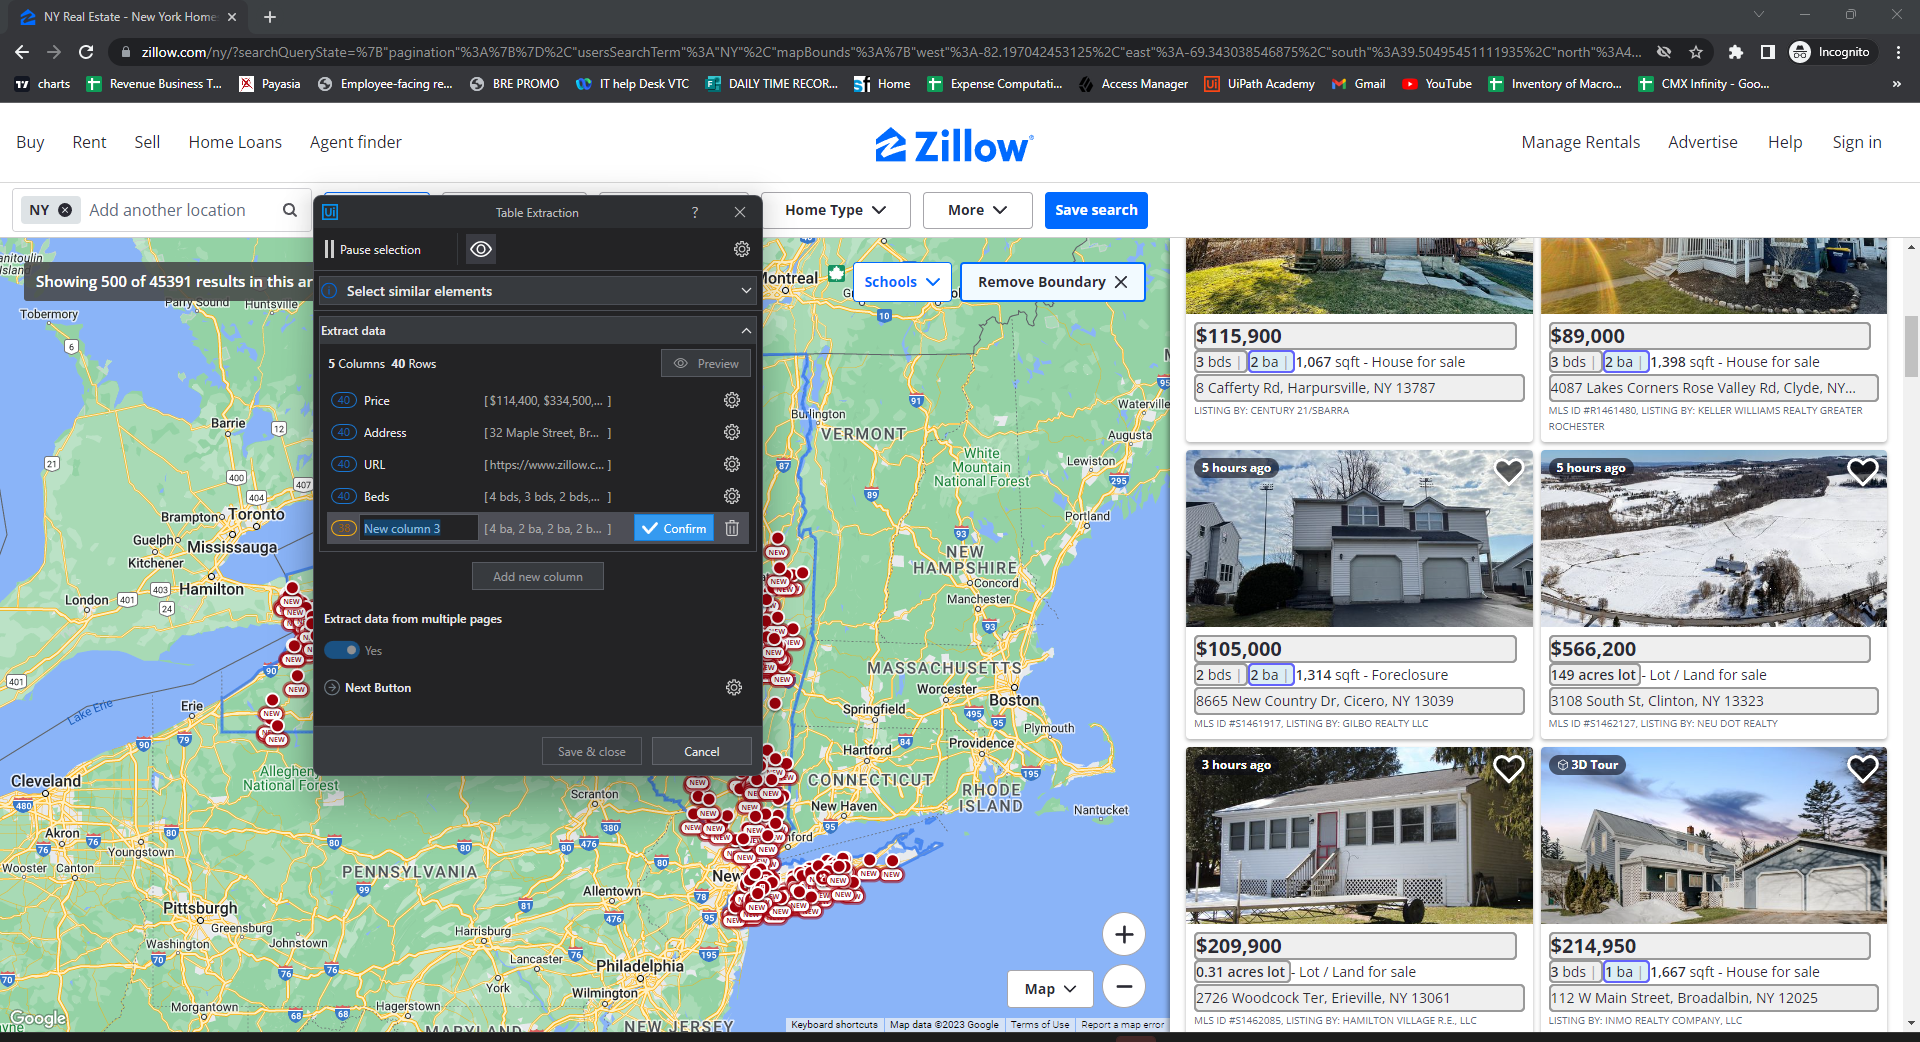 NY Real Estate - New York Home
zillow.com/ny/?searchQueryState=%7B"pagination"%3A%7B%7D%2C"usersSearchTerm"%3A"NY"%2C"mapBounds"%3A%7B"west"%3A-82.197042453125%2C"east"%3A-69.343038546875%2C"south"%3A39.50495451111935%2C"north"%3A4...
Incognito
charts
Revenue Business T...
Payasia
Employee-facing re...
BRE PROMO
IT help Desk VTC
DAILY TIME RECOR...
Home
Expense Computati...
Access Manager
UiPath Academy
Gmail
YouTube
Inventory of Macro...
CMX Infinity - Goo...
Buy
Rent
Sell
Home Loans
Agent finder
Zillow
Manage Rentals
Advertise
Help
Sign in
NY
Add another location
Home Type
More
Save search
Showing 500 of 45391 results in this ar
Schools
Remove Boundary
Ui
Table Extraction
?
Pause selection
Select similar elements
Extract data
5 Columns 40 Rows
Preview
40 Price [ $114,400, $334,500,... ]
40 Address [ 32 Maple Street, Br... ]
40 URL [ https://www.zillow.c... ]
40 Beds [ 4 bds, 3 bds, 2 bds,... ]
38 New column 3 [ 4 ba, 2 ba, 2 ba, 2 b... ] Confirm
Add new column
Extract data from multiple pages
Yes
Next Button
Save & close
Cancel
Tobermory
Barrie
Brampton
Toronto
Guelph
Mississauga
Kitchener
Hamilton
London
Lake Erie
Erie
Cleveland
Akron
Youngstown
Wooster
Canton
Allegheny
National Forest
PENNSYLVANIA
Pittsburgh
Greensburg
Johnstown
Washington
Morgantown
Hagerstown
MARYLAND
Scranton
Allentown
Harrisburg
Lancaster
York
Philadelphia
Wilmington
NEW JERSEY
Montreal
Burlington
VERMONT
Waterville
Augusta
White
Mountain
National Forest
Lewiston
Portland
NEW
HAMPSHIRE
Concord
Manchester
MASSACHUSETTS
Worcester
Boston
Springfield
Plymouth
Providence
Hartford
CONNECTICUT
RHODE
ISLAND
New Haven
Nantucket
Map
Google
Keyboard shortcuts
Map data ©2023 Google
Terms of Use
Report a map error
$115,900
3 bds | 2 ba | 1,067 sqft - House for sale
8 Cafferty Rd, Harpursville, NY 13787
LISTING BY: CENTURY 21/SBARRA
$89,000
3 bds | 2 ba | 1,398 sqft - House for sale
4087 Lakes Corners Rose Valley Rd, Clyde, NY...
MLS ID #R1461480, LISTING BY: KELLER WILLIAMS REALTY GREATER
ROCHESTER
5 hours ago
$105,000
2 bds | 2 ba | 1,314 sqft - Foreclosure
8665 New Country Dr, Cicero, NY 13039
MLS ID #S1461917, LISTING BY: GILBO REALTY LLC
5 hours ago
$566,200
149 acres lot - Lot / Land for sale
3108 South St, Clinton, NY 13323
MLS ID #S1462127, LISTING BY: NEU DOT REALTY
3 hours ago
$209,900
0.31 acres lot - Lot / Land for sale
2726 Woodcock Ter, Erieville, NY 13061
MLS ID #S1462085, LISTING BY: HAMILTON VILLAGE R.E., LLC
3D Tour
$214,950
3 bds | 1 ba | 1,667 sqft - House for sale
112 W Main Street, Broadalbin, NY 12025
LISTING BY: INMO REALTY COMPANY, LLC